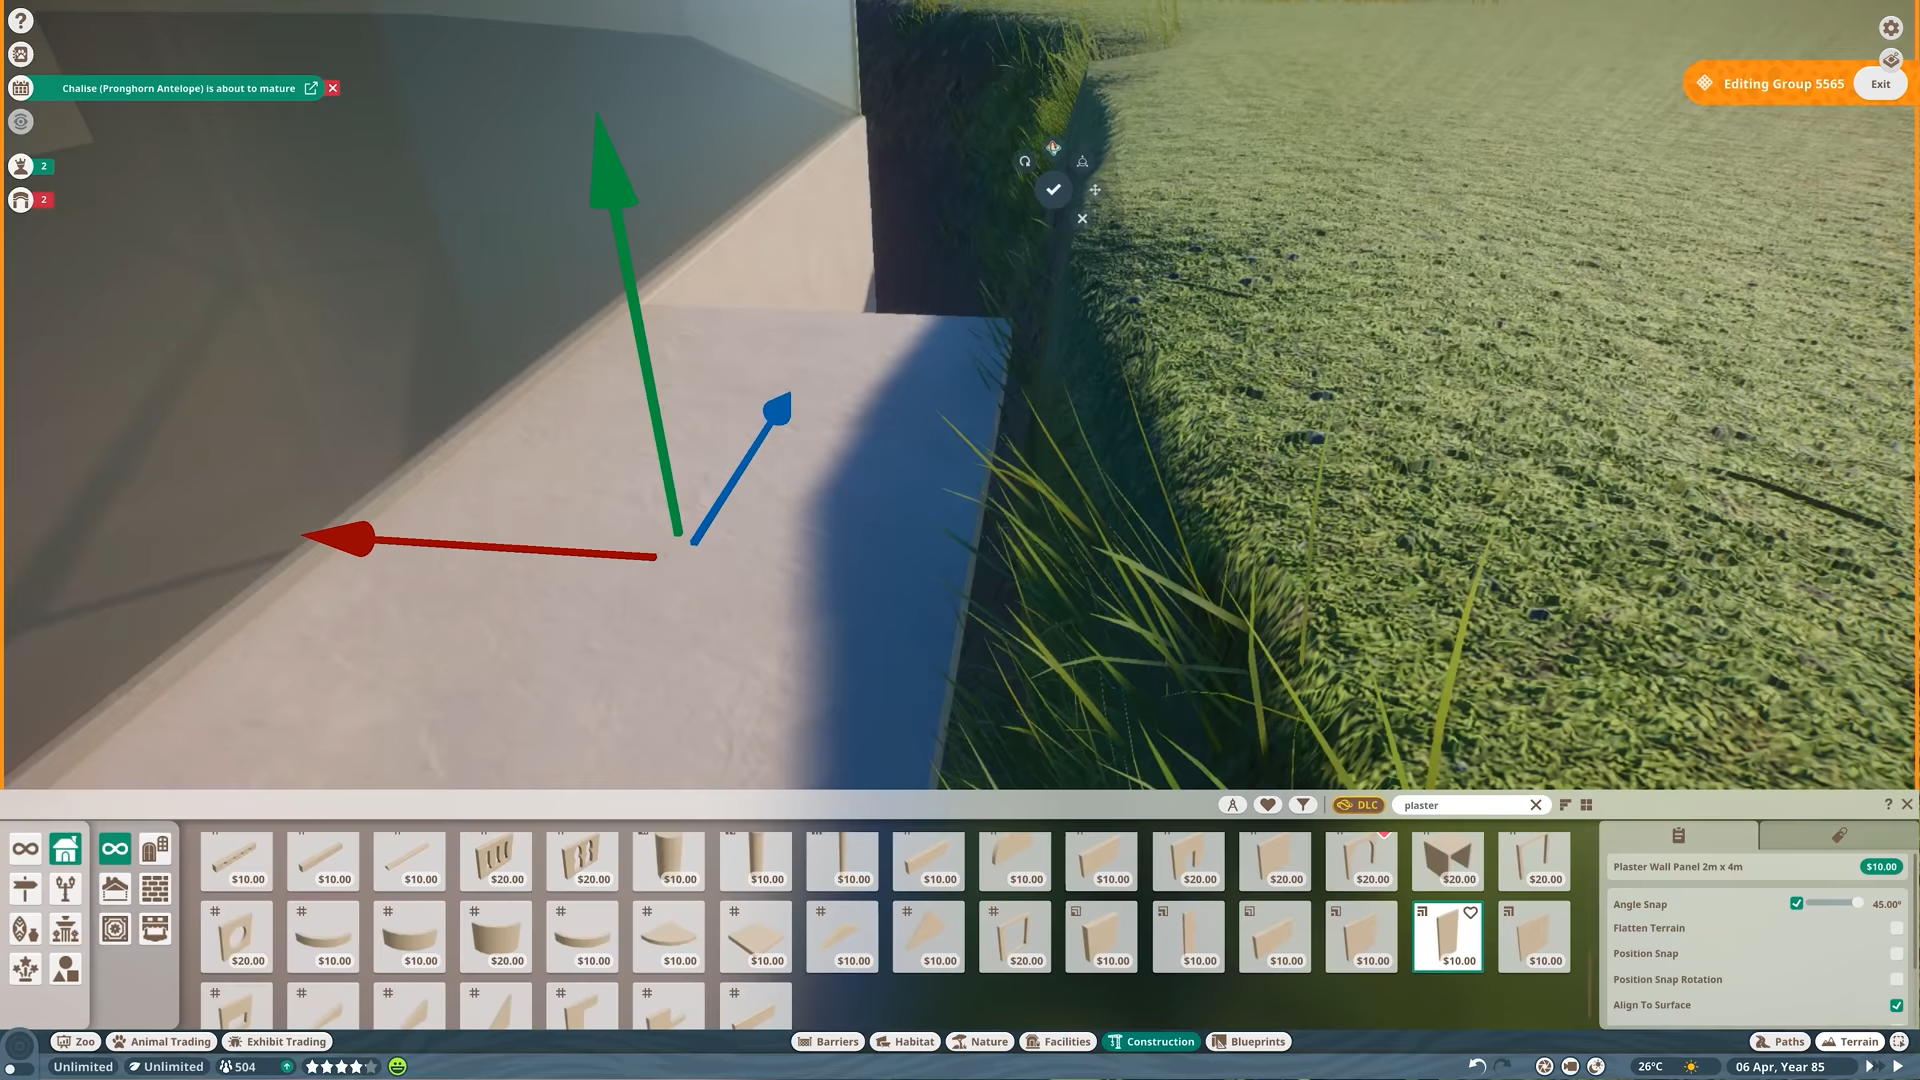 ?
Chalise (Pronghorn Antelope) is about to mature
2
2
Editing Group 5565
Exit
DLC
plaster
?
$10.00
$10.00
$10.00
$20.00
$20.00
$10.00
$10.00
$10.00
$10.00
$10.00
$10.00
$20.00
$20.00
$20.00
$20.00
$20.00
$20.00
$10.00
$10.00
$20.00
$10.00
$10.00
$10.00
$10.00
$10.00
$20.00
$10.00
$10.00
$10.00
$10.00
$10.00
$10.00
Plaster Wall Panel 2m x 4m
$10.00
Angle Snap
45.00°
Flatten Terrain
Position Snap
Position Snap Rotation
Align To Surface
Zoo
Animal Trading
Exhibit Trading
Barriers
Habitat
Nature
Facilities
Construction
Blueprints
Paths
Terrain
Unlimited
Unlimited
504
26°C
06 Apr, Year 85